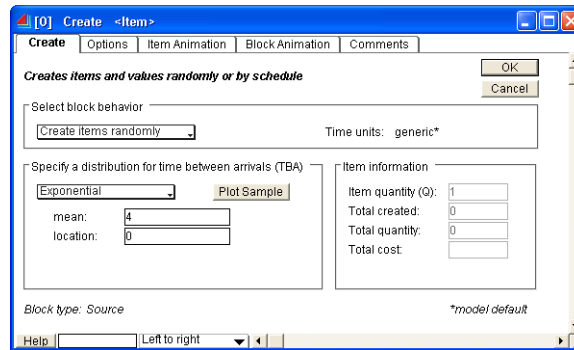 [0] Create <Item>
Create Options Item Animation Block Animation Comments
Creates items and values randomly or by schedule
OK
Cancel
Select block behavior
Create items randomly
Time units: generic*
Specify a distribution for time between arrivals (TBA)
Exponential
Plot Sample
mean: 4
location: 0
Item information
Item quantity (Q): 1
Total created: 0
Total quantity: 0
Total cost:
Block type: Source
*model default
Help Left to right